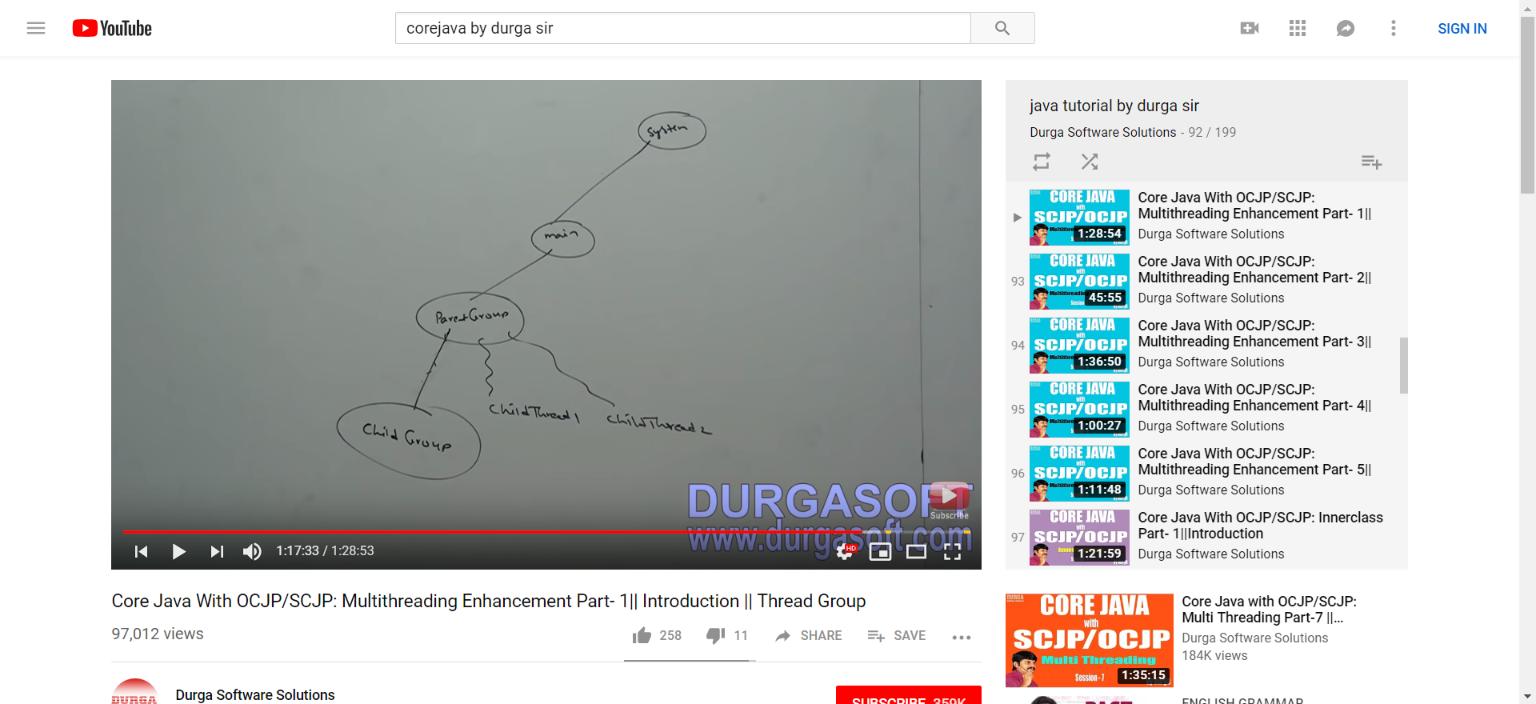 YouTube
corejava by durga sir
SIGN IN
system
main
ParentGroup
Child Group
ChildThread1
ChildThread2
DURGASOFT
www.durgasoft.com
Subscribe
1:17:33 / 1:28:53
HD
java tutorial by durga sir
Durga Software Solutions - 92 / 199
CORE JAVA
with
SCJP/OCJP
1:28:54
Core Java With OCJP/SCJP:
Multithreading Enhancement Part- 1||
Durga Software Solutions
93
CORE JAVA
with
SCJP/OCJP
45:55
Core Java With OCJP/SCJP:
Multithreading Enhancement Part- 2||
Durga Software Solutions
94
CORE JAVA
with
SCJP/OCJP
1:36:50
Core Java With OCJP/SCJP:
Multithreading Enhancement Part- 3||
Durga Software Solutions
95
CORE JAVA
with
SCJP/OCJP
1:00:27
Core Java With OCJP/SCJP:
Multithreading Enhancement Part- 4||
Durga Software Solutions
96
CORE JAVA
with
SCJP/OCJP
1:11:48
Core Java With OCJP/SCJP:
Multithreading Enhancement Part- 5||
Durga Software Solutions
97
CORE JAVA
with
SCJP/OCJP
1:21:59
Core Java With OCJP/SCJP: Innerclass
Part- 1||Introduction
Durga Software Solutions
Core Java With OCJP/SCJP: Multithreading Enhancement Part- 1|| Introduction || Thread Group
97,012 views
258 11 SHARE SAVE
DURGA
Durga Software Solutions
SUBSCRIBE 359K
CORE JAVA
with
SCJP/OCJP
Multi Threading
Session - 7
1:35:15
Core Java with OCJP/SCJP:
Multi Threading Part-7 ||...
Durga Software Solutions
184K views
ENGLISH GRAMMAR